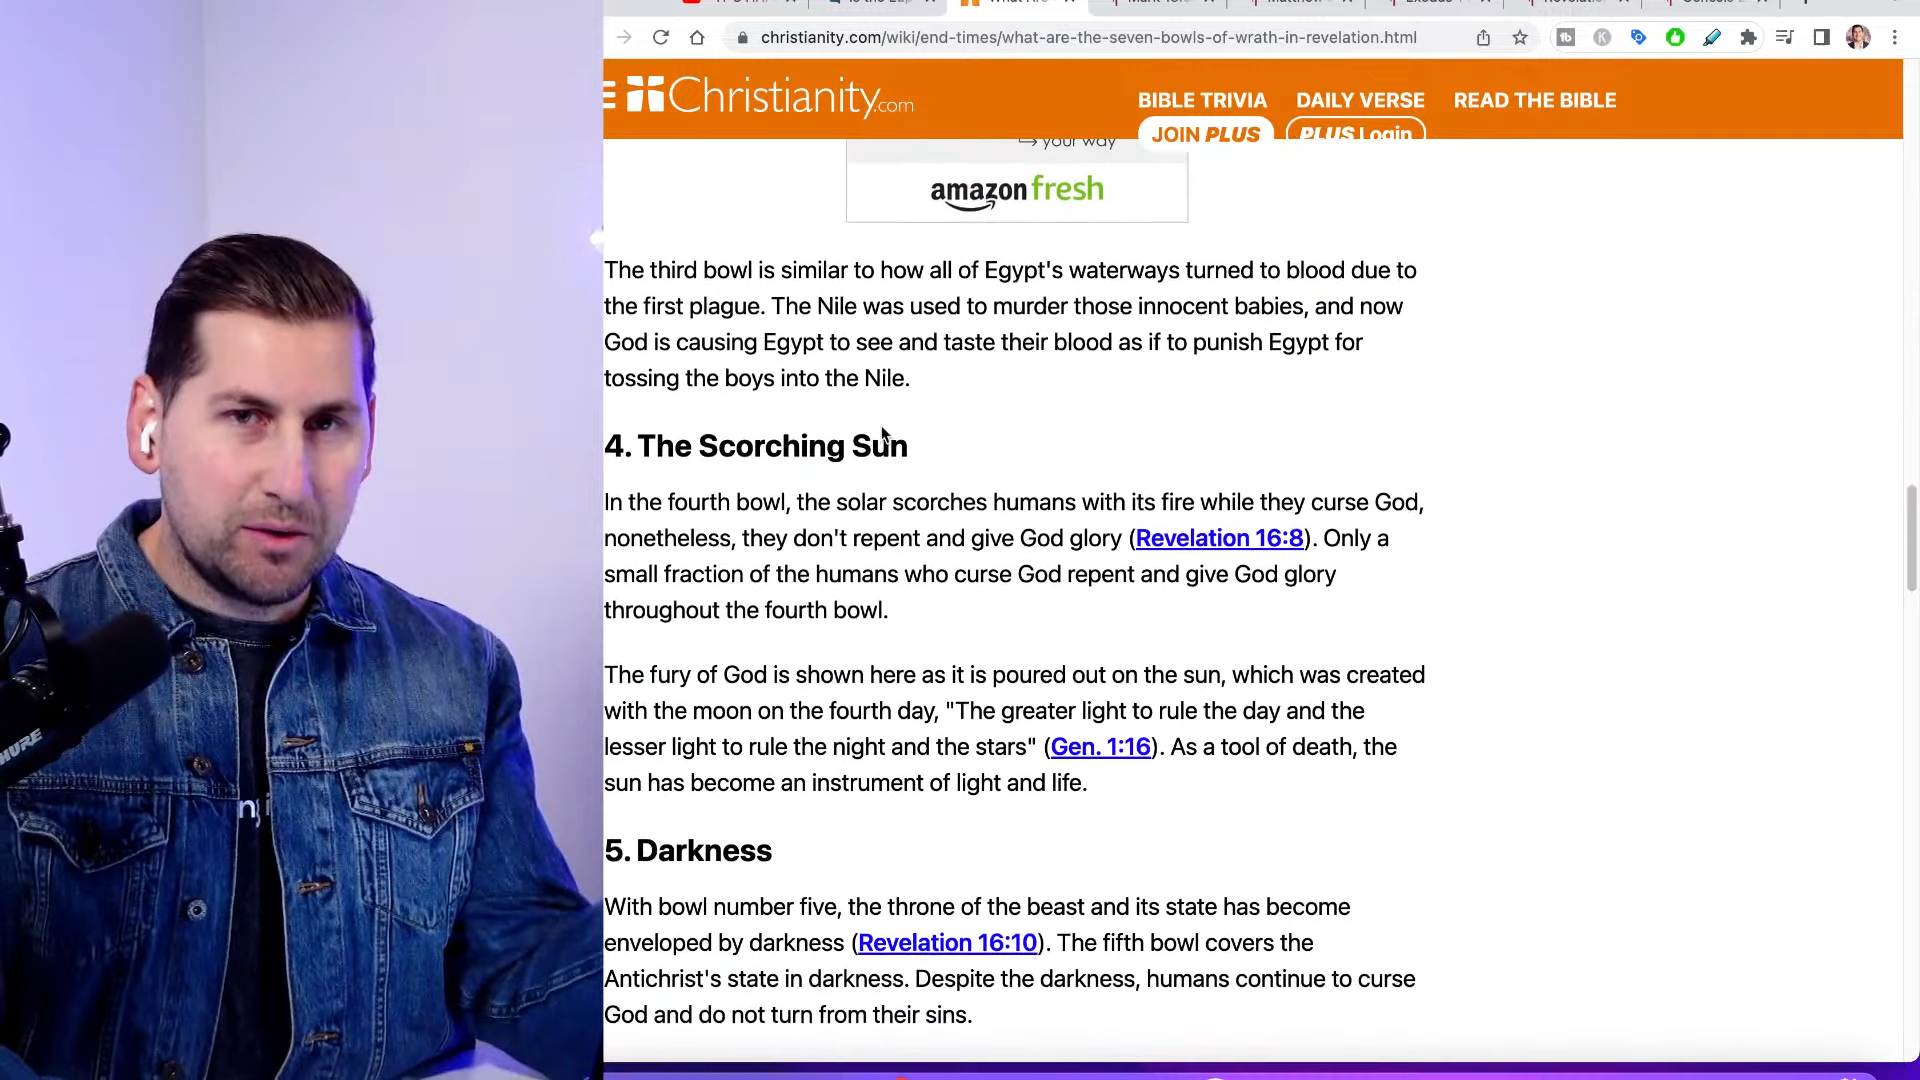 christianity.com/wiki/end-times/what-are-the-seven-bowls-of-wrath-in-revelation.html
Christianity.com
BIBLE TRIVIA DAILY VERSE READ THE BIBLE
JOIN PLUS PLUS Login
your way
amazon fresh
The third bowl is similar to how all of Egypt's waterways turned to blood due to
the first plague. The Nile was used to murder those innocent babies, and now
God is causing Egypt to see and taste their blood as if to punish Egypt for
tossing the boys into the Nile.
4. The Scorching Sun
In the fourth bowl, the solar scorches humans with its fire while they curse God,
nonetheless, they don't repent and give God glory (Revelation 16:8). Only a
small fraction of the humans who curse God repent and give God glory
throughout the fourth bowl.
The fury of God is shown here as it is poured out on the sun, which was created
with the moon on the fourth day, "The greater light to rule the day and the
lesser light to rule the night and the stars" (Gen. 1:16). As a tool of death, the
sun has become an instrument of light and life.
5. Darkness
With bowl number five, the throne of the beast and its state has become
enveloped by darkness (Revelation 16:10). The fifth bowl covers the
Antichrist's state in darkness. Despite the darkness, humans continue to curse
God and do not turn from their sins.
SHURE